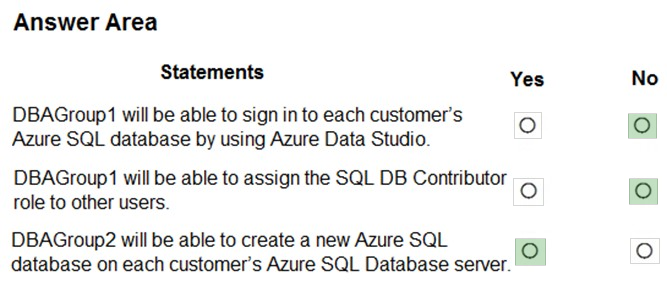 Answer Area
Statements Yes No
DBAGroup1 will be able to sign in to each customer's
Azure SQL database by using Azure Data Studio.
DBAGroup1 will be able to assign the SQL DB Contributor
role to other users.
DBAGroup2 will be able to create a new Azure SQL
database on each customer's Azure SQL Database server.